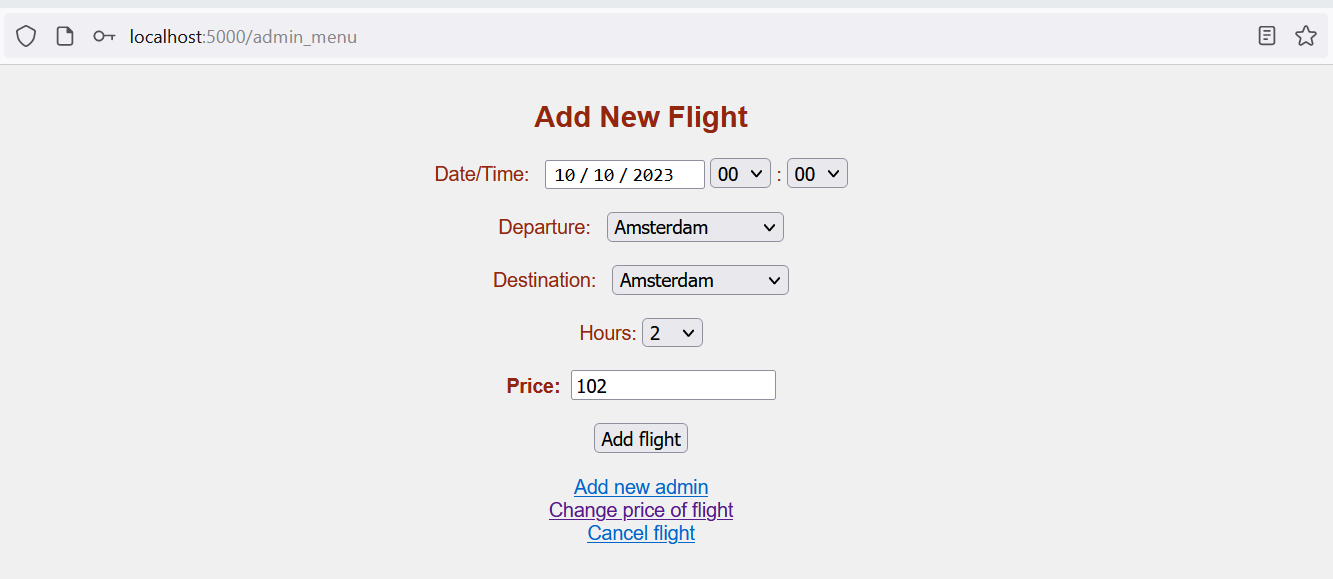 localhost:5000/admin_menu
Add New Flight
Date/Time: 10 / 10 / 2023 00 : 00
Departure: Amsterdam
Destination: Amsterdam
Hours: 2
Price: 102
Add flight
Add new admin
Change price of flight
Cancel flight